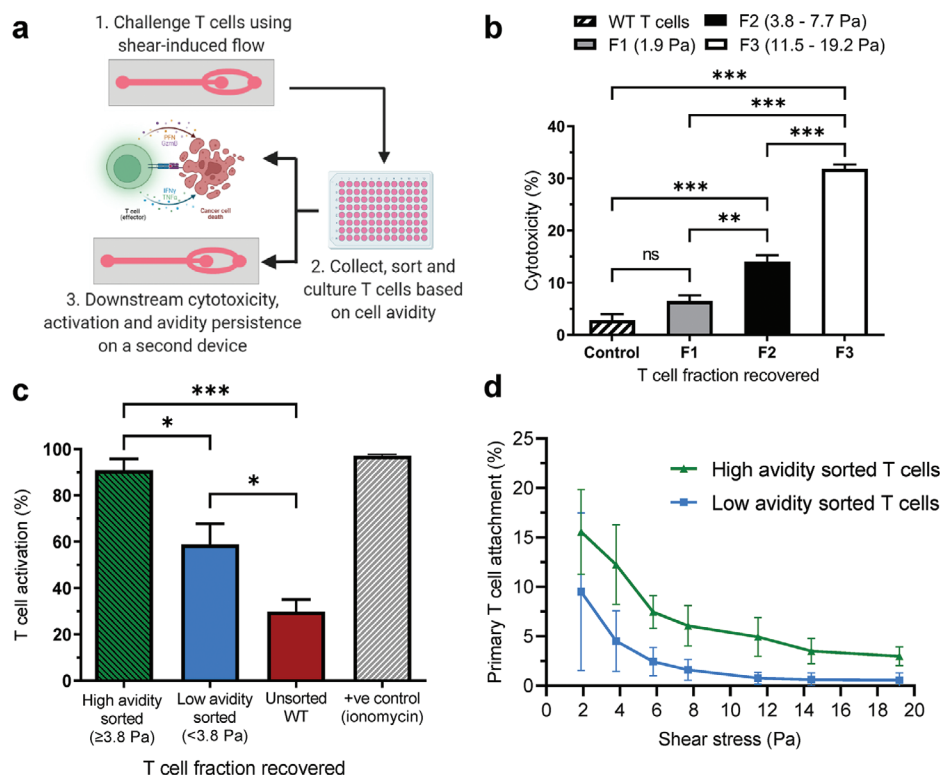 a
1. Challenge T cells using
shear-induced flow
PFN
GzmB
IFNγ
TNFα
T cell
(effector)
Cancer cell
death
2. Collect, sort and
culture T cells based
on cell avidity
3. Downstream cytotoxicity,
activation and avidity persistence
on a second device
b
WT T cells
F1 (1.9 Pa)
F2 (3.8 - 7.7 Pa)
F3 (11.5 - 19.2 Pa)
***
***
***
***
**
ns
Cytotoxicity (%)
40
30
20
10
0
Control F1 F2 F3
T cell fraction recovered
c
***
*
*
T cell activation (%)
100
80
60
40
20
0
High avidity
sorted
(≥3.8 Pa)
Low avidity
sorted
(<3.8 Pa)
Unsorted
WT
+ve control
(ionomycin)
T cell fraction recovered
d
High avidity sorted T cells
Low avidity sorted T cells
Primary T cell attachment (%)
25
20
15
10
5
0
0 2 4 6 8 10 12 14 16 18 20
Shear stress (Pa)